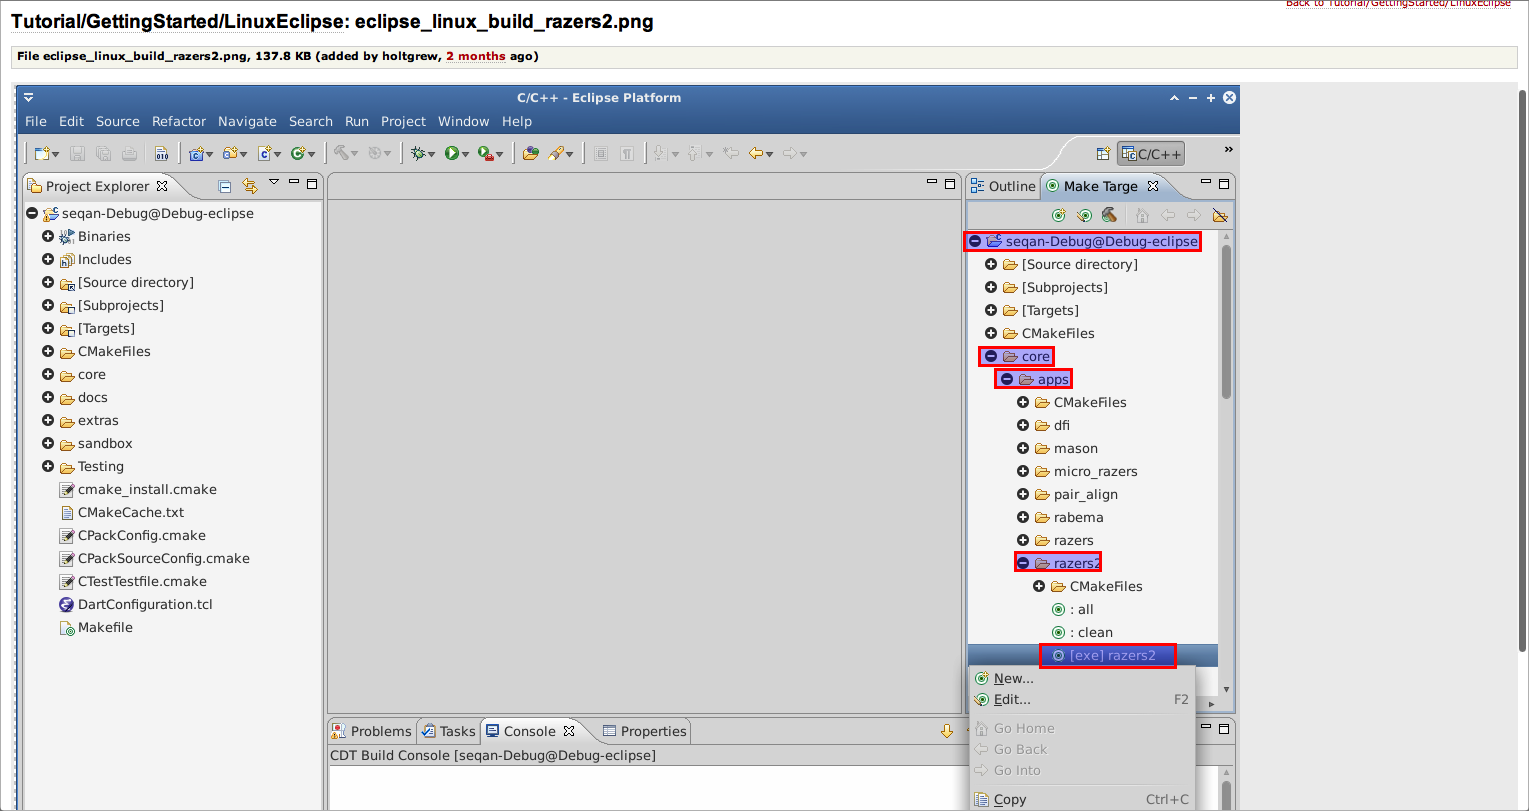 Back to Tutorial/GettingStarted/LinuxEclipse
Tutorial/GettingStarted/LinuxEclipse: eclipse_linux_build_razers2.png
File eclipse_linux_build_razers2.png, 137.8 KB (added by holtgrew, 2 months ago)
C/C++ - Eclipse Platform
File Edit Source Refactor Navigate Search Run Project Window Help
010
C/C++ »
Project Explorer
seqan-Debug@Debug-eclipse
Binaries
Includes
[Source directory]
[Subprojects]
[Targets]
CMakeFiles
core
docs
extras
sandbox
Testing
cmake_install.cmake
CMakeCache.txt
CPackConfig.cmake
CPackSourceConfig.cmake
CTestTestfile.cmake
DartConfiguration.tcl
Makefile
Outline Make Targe
seqan-Debug@Debug-eclipse
[Source directory]
[Subprojects]
[Targets]
CMakeFiles
core
apps
CMakeFiles
dfi
mason
micro_razers
pair_align
rabema
razers
razers2
CMakeFiles
: all
: clean
[exe] razers2
New...
Edit... F2
Go Home
Go Back
Go Into
Copy Ctrl+C
Problems Tasks Console Properties
CDT Build Console [seqan-Debug@Debug-eclipse]